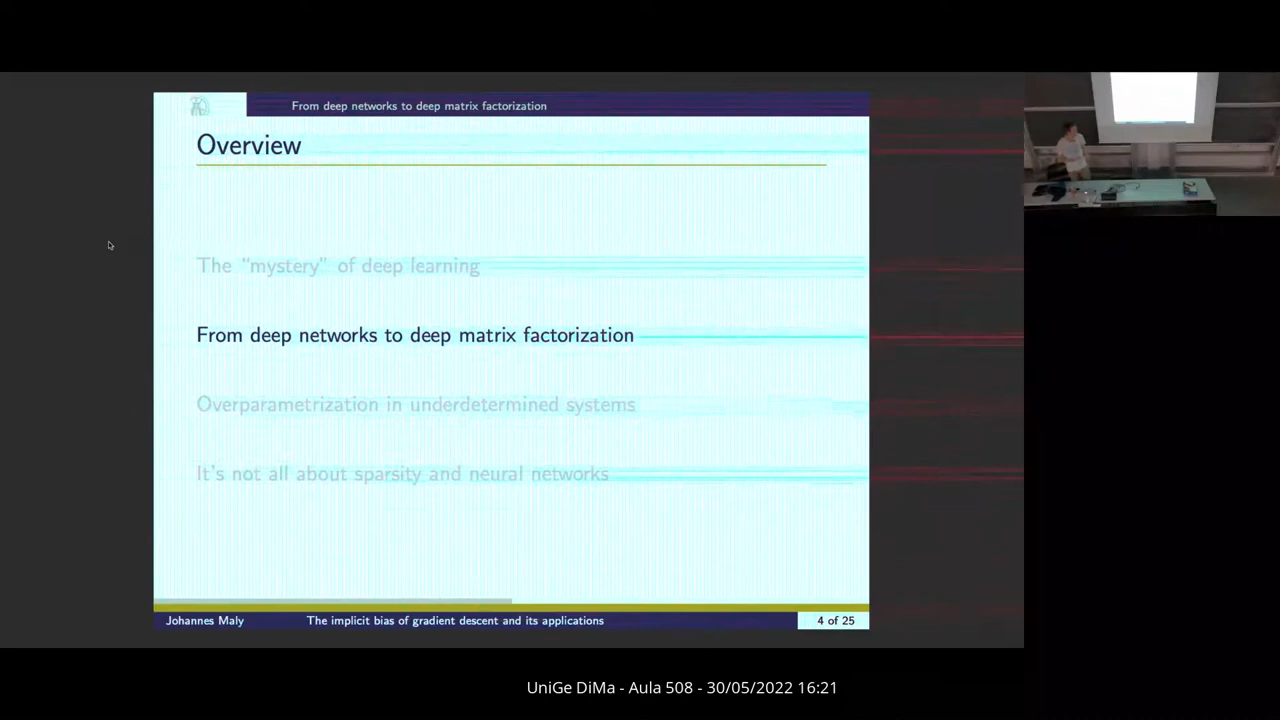 From deep networks to deep matrix factorization
Overview
The “mystery” of deep learning
From deep networks to deep matrix factorization
Overparametrization in underdetermined systems
It's not all about sparsity and neural networks
Johannes Maly The implicit bias of gradient descent and its applications 4 of 25
UniGe DiMa - Aula 508 - 30/05/2022 16:21